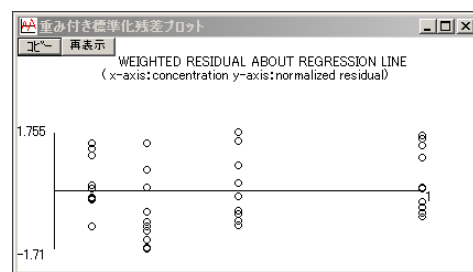 重み付き標準化残差プロット
コピー 再表示
WEIGHTED RESIDUAL ABOUT REGRESSION LINE
( x-axis:concentration y-axis:normalized residual)
1.755
1
-1.71